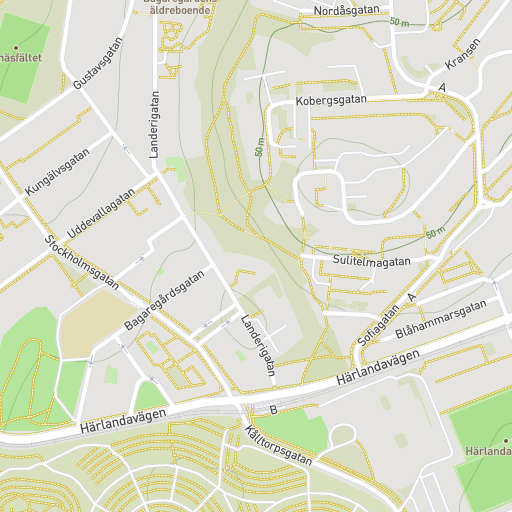 Bagaregårdens
äldreboende
Nordåsgatan
50 m
Kransen
näsfältet
Gustavsgatan
A
Kobergsgatan
Landerigatan
50 m
Kungälvsgatan
Uddevallagatan
50 m
Stockholmsgatan
Sulitelmagatan
Bagaregårdsgatan
A
Sofiagatan
Blåhammarsgatan
Landerigatan
Härlandavägen
B
Härlandavägen
Kålltorpsgatan
Härlanda